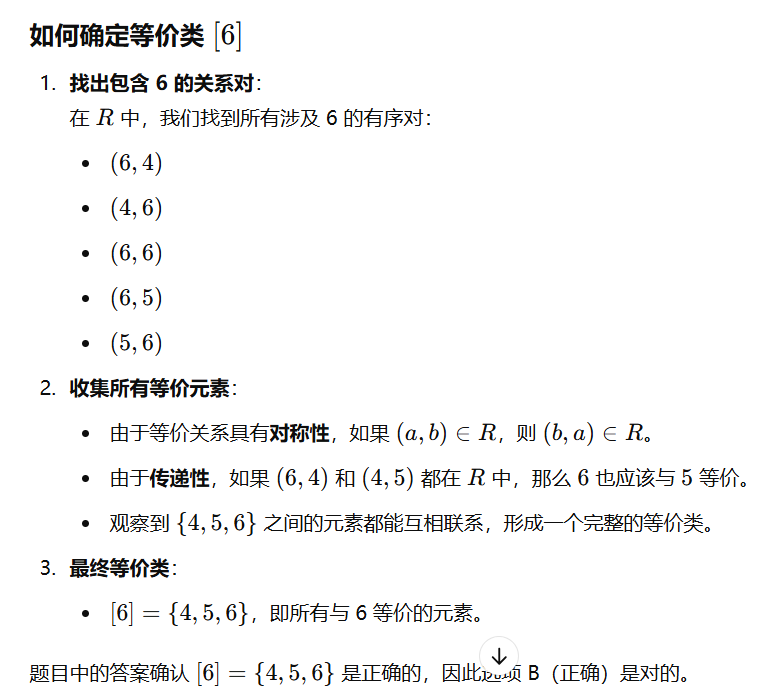 如何确定等价类 [6]
1. 找出包含 6 的关系对:
在 R 中，我们找到所有涉及 6 的有序对：
• (6, 4)
• (4, 6)
• (6, 6)
• (6, 5)
• (5, 6)
2. 收集所有等价元素:
• 由于等价关系具有对称性，如果 (a, b) ∈ R，则 (b, a) ∈ R。
• 由于传递性，如果 (6, 4) 和 (4, 5) 都在 R 中，那么 6 也应该与 5 等价。
• 观察到 {4, 5, 6} 之间的元素都能互相联系，形成一个完整的等价类。
3. 最终等价类:
• [6] = {4, 5, 6}，即所有与 6 等价的元素。
题目中的答案确认 [6] = {4, 5, 6} 是正确的，因此选项 B（正确）是对的。